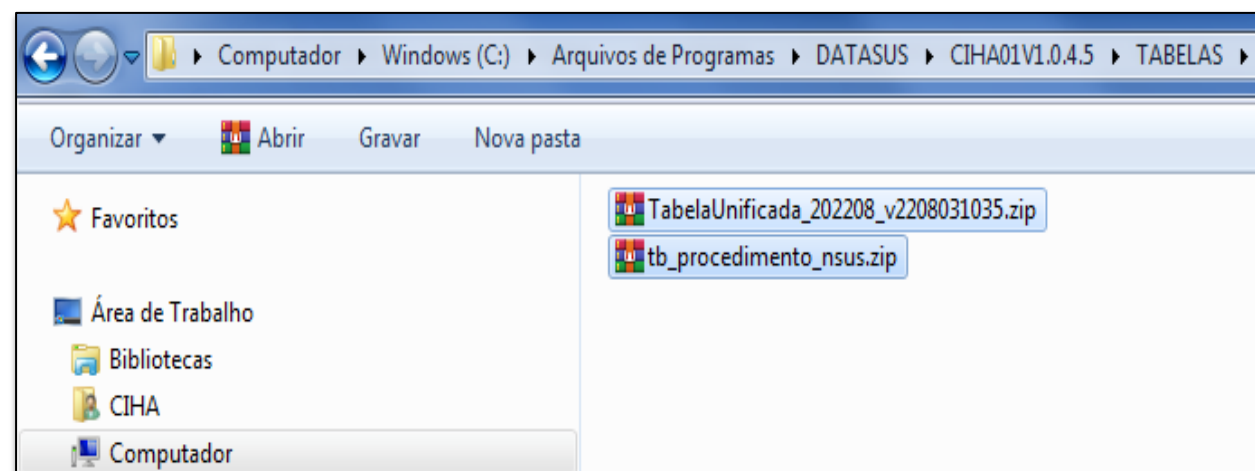 Computador Windows (C:) Arquivos de Programas DATASUS CIHA01V1.0.4.5 TABELAS
Organizar Abrir Gravar Nova pasta
Favoritos
Área de Trabalho
Bibliotecas
CIHA
Computador
TabelaUnificada_202208_v2208031035.zip
tb_procedimento_nsus.zip